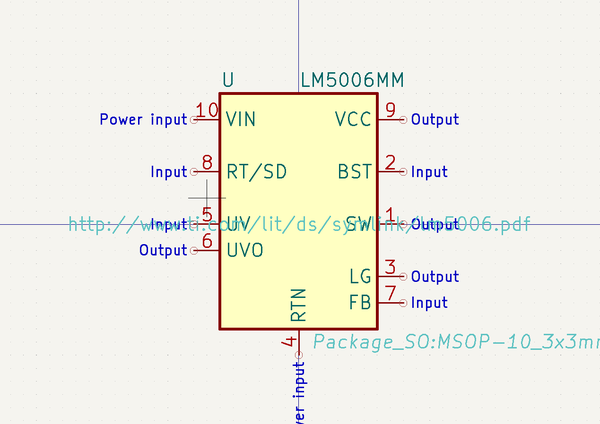 U LM5006MM
Power input 10 VIN VCC 9 Output
Input 8 RT/SD BST 2 Input
Input 5 UV SW 1 Output
http://www.ti.com/lit/ds/symlink/lm5006.pdf
Output 6 UVO
LG 3 Output
FB 7 Input
RTN
4
Package_SO:MSOP-10_3x3m
wer input